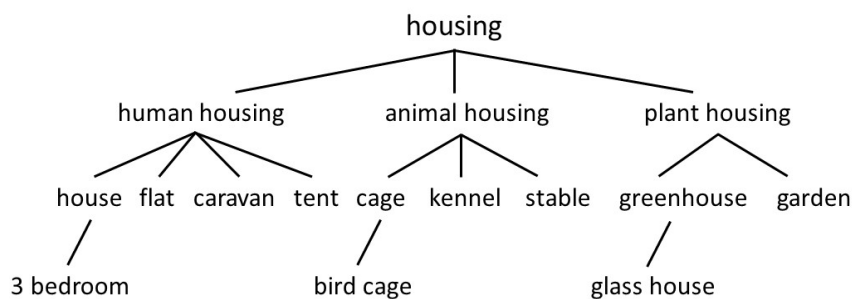 housing
human housing animal housing plant housing
house flat caravan tent cage kennel stable greenhouse garden
3 bedroom bird cage glass house